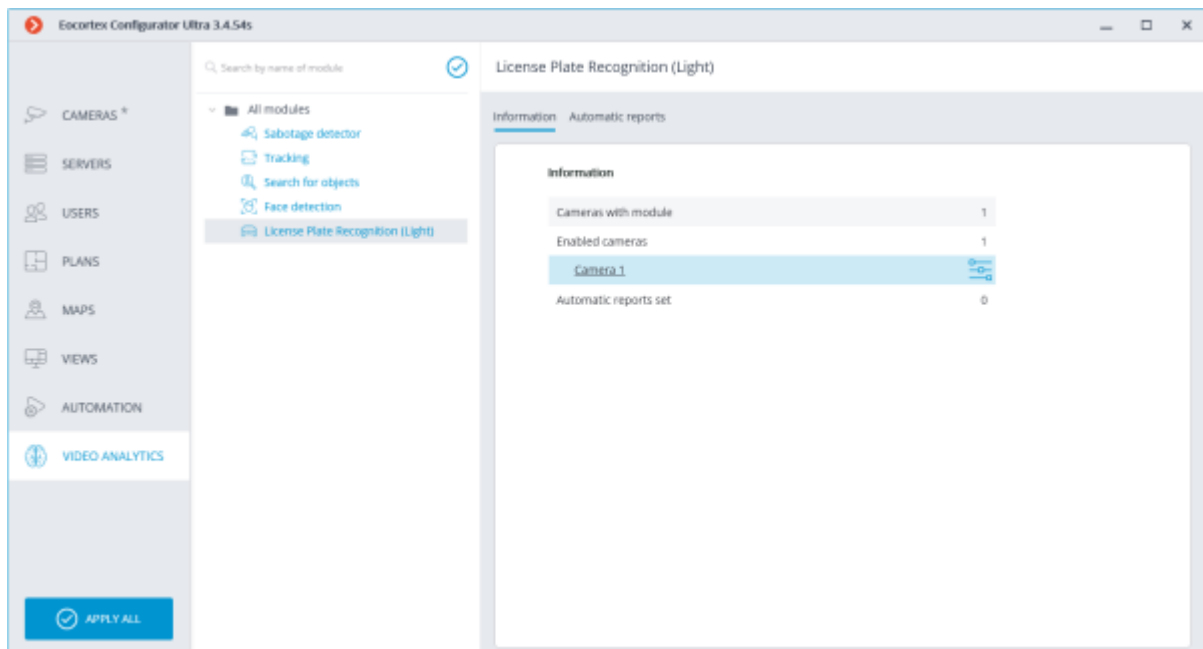 Eocortex Configurator Ultra 3.4.54s
CAMERAS *
SERVERS
USERS
PLANS
MAPS
VIEWS
AUTOMATION
VIDEO ANALYTICS
APPLY ALL
Search by name of module
All modules
Sabotage detector
Tracking
Search for objects
Face detection
License Plate Recognition (Light)
License Plate Recognition (Light)
Information Automatic reports
Information
Cameras with module 1
Enabled cameras 1
Camera 1
Automatic reports set 0